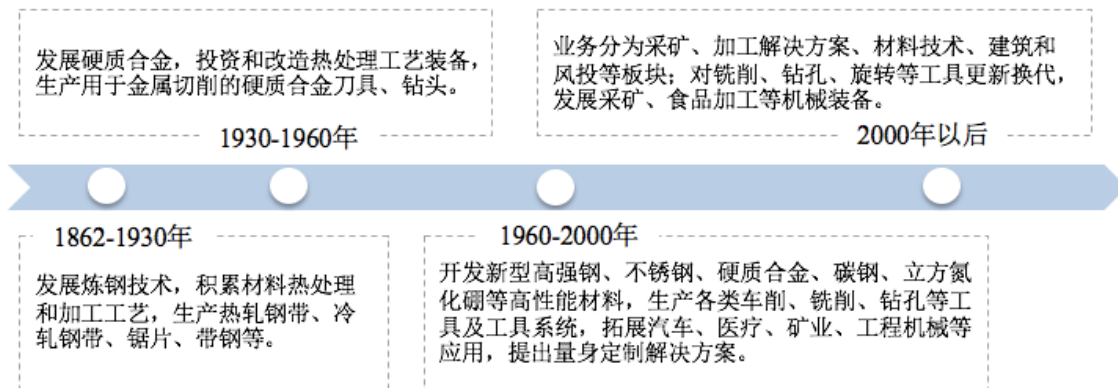 发展硬质合金，投资和改造热处理工艺装备，
生产用于金属切削的硬质合金刀具、钻头。
1930-1960年
业务分为采矿、加工解决方案、材料技术、建筑和
风投等板块；对铣削、钻孔、旋转等工具更新换代，
发展采矿、食品加工等机械装备。
2000年以后
1862-1930年
发展炼钢技术，积累材料热处理
和加工工艺，生产热轧钢带、冷
轧钢带、锯片、带钢等。
1960-2000年
开发新型高强钢、不锈钢、硬质合金、碳钢、立方氮
化硼等高性能材料，生产各类车削、铣削、钻孔等工
具及工具系统，拓展汽车、医疗、矿业、工程机械等
应用，提出量身定制解决方案。